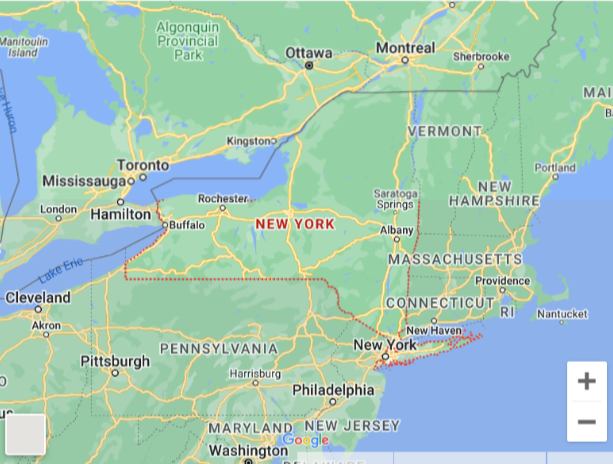 Algonquin
Provincial
Park
Manitoulin
Island
Ottawa
Montreal
Sherbrooke
MAI
VERMONT
Kingston
Toronto
Mississauga
Portland
NEW
HAMPSHIRE
London
Hamilton
Rochester
Saratoga
Springs
Buffalo
NEW YORK
Albany
Lake Erie
MASSACHUSETTS
Providence
Cleveland
CONNECTICUT
RI
Nantucket
Akron
New Haven
New York
PENNSYLVANIA
Pittsburgh
Harrisburg
Philadelphia
MARYLAND
NEW JERSEY
Google
Washington
+
−